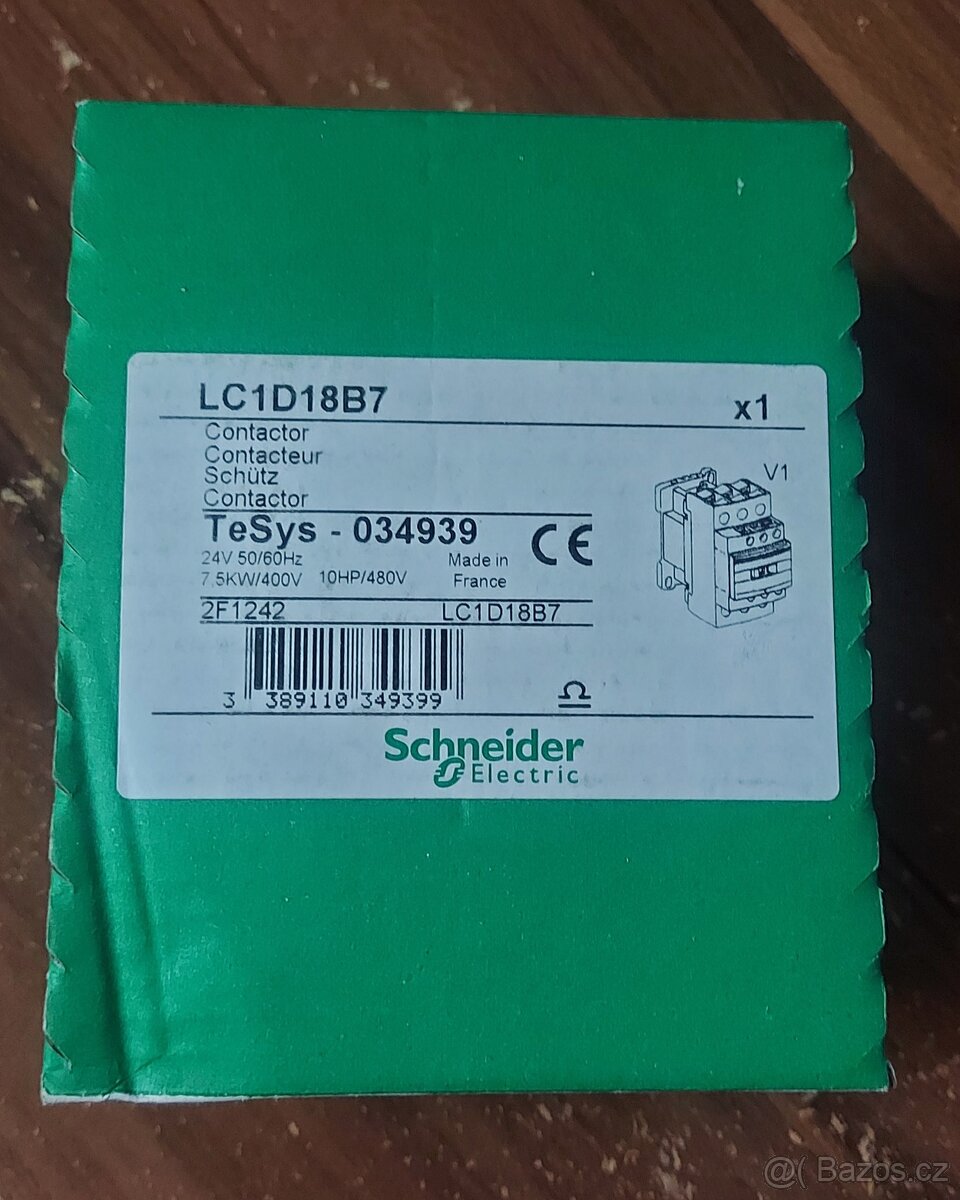 LC1D18B7
x1
Contactor
Contacteur
Schütz
Contactor
V1
TeSys - 034939
CE
24V 50/60Hz
Made in
7,5KW/400V 10HP/480V
France
2F1242 LC1D18B7
3 389110 349399
Schneider
Electric
@( Bazos.cz